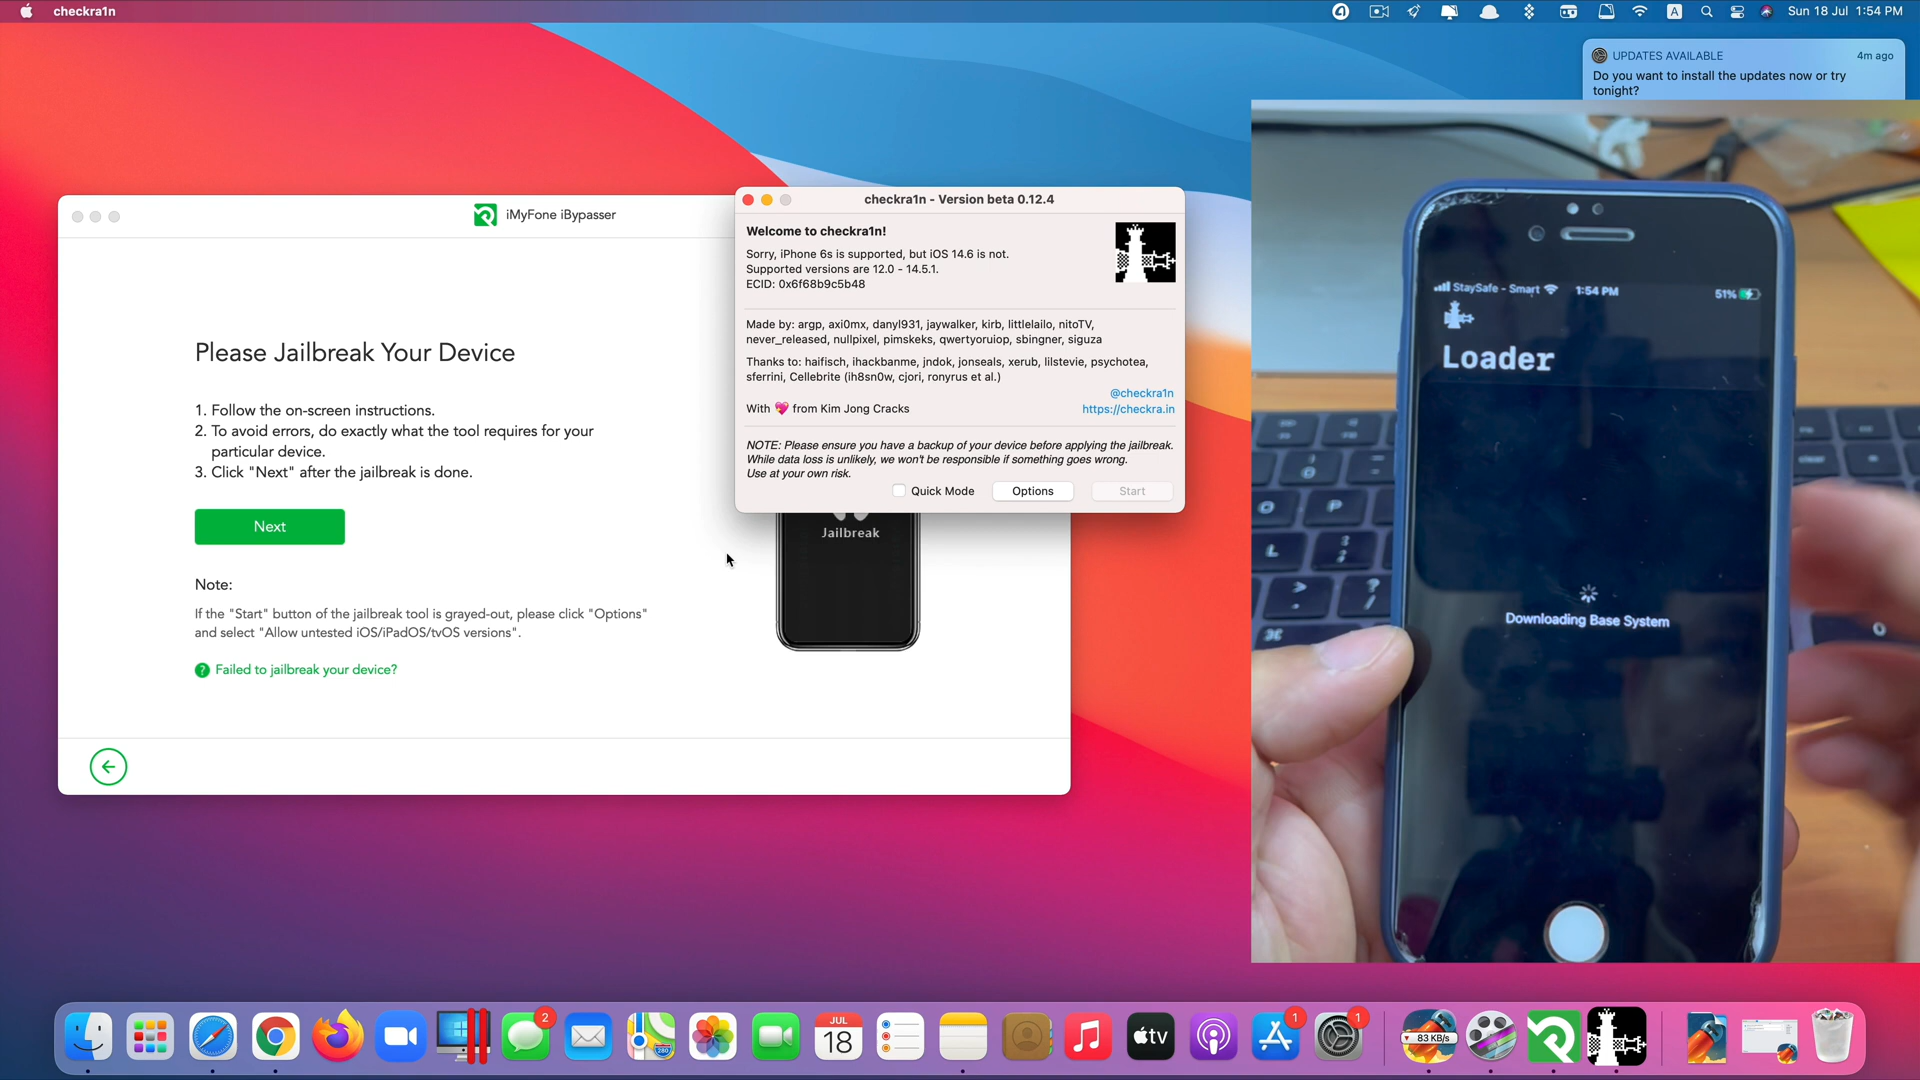 checkra1n
A
Sun 18 Jul 1:54 PM
UPDATES AVAILABLE
4m ago
Do you want to install the updates now or try
tonight?
iMyFone iBypasser
Please Jailbreak Your Device
1. Follow the on-screen instructions.
2. To avoid errors, do exactly what the tool requires for your
particular device.
3. Click "Next" after the jailbreak is done.
Next
Note:
If the "Start" button of the jailbreak tool is grayed-out, please click "Options"
and select "Allow untested iOS/iPadOS/tvOS versions".
? Failed to jailbreak your device?
Jailbreak
checkra1n - Version beta 0.12.4
Welcome to checkra1n!
Sorry, iPhone 6s is supported, but iOS 14.6 is not.
Supported versions are 12.0 - 14.5.1.
ECID: 0x6f68b9c5b48
Made by: argp, axi0mx, danyl931, jaywalker, kirb, littlelailo, nitoTV,
never_released, nullpixel, pimskeks, qwertyoruiop, sbingner, siguza
Thanks to: haifisch, ihackbanme, jndok, jonseals, xerub, lilstevie, psychotea,
sferrini, Cellebrite (ih8sn0w, cjori, ronyrus et al.)
@checkra1n
With 💖 from Kim Jong Cracks
https://checkra.in
NOTE: Please ensure you have a backup of your device before applying the jailbreak.
While data loss is unlikely, we won't be responsible if something goes wrong.
Use at your own risk.
Quick Mode
Options
Start
StaySafe - Smart
1:54 PM
51%
Loader
Downloading Base System
O
P
L
:
;
>
.
?
/
⌘
2
280
JUL
18
tv
1
1
83 KB/s